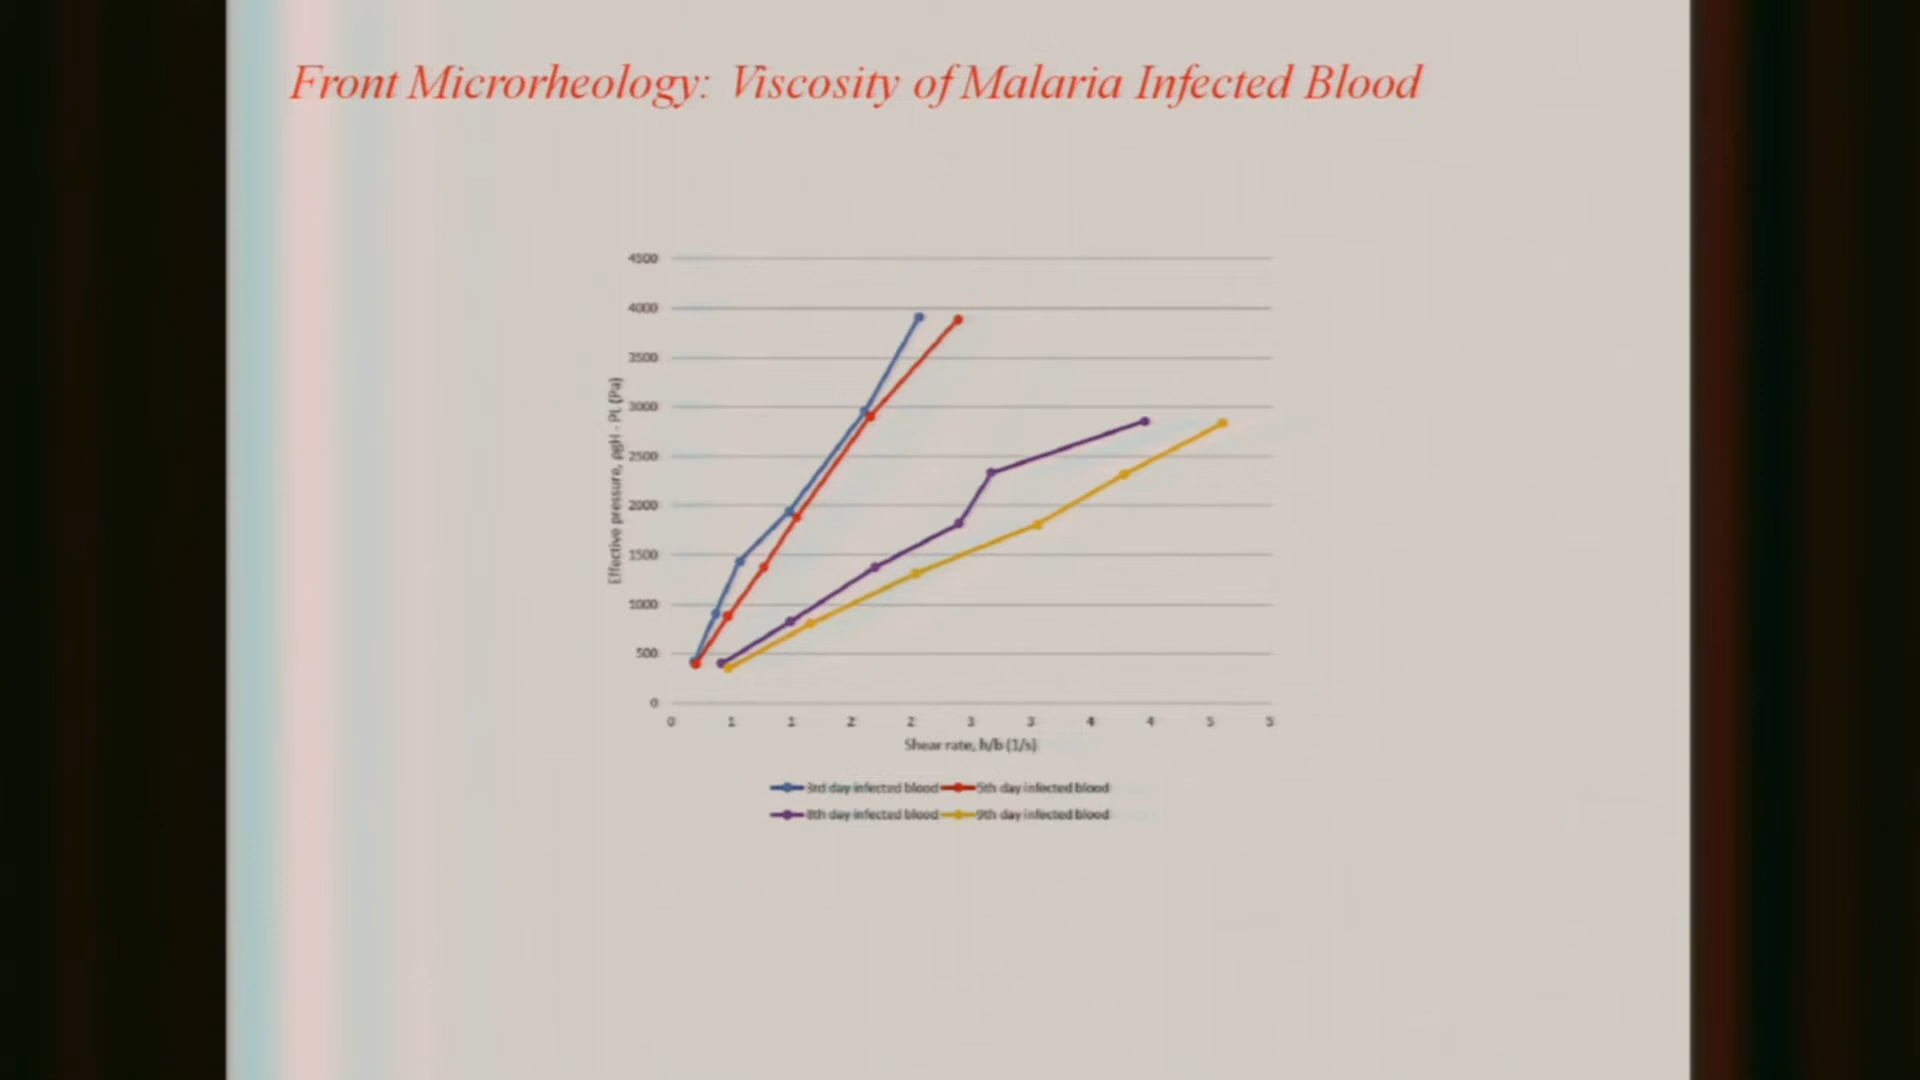 Front Microrheology: Viscosity of Malaria Infected Blood
4500
4000
3500
3000
2500
2000
1500
1000
500
0
Effective pressure, ρgH - PL (Pa)
0 1 1 2 2 3 3 4 4 5 5
Shear rate, h/b (1/s)
3rd day infected blood 5th day infected blood
8th day infected blood 9th day infected blood